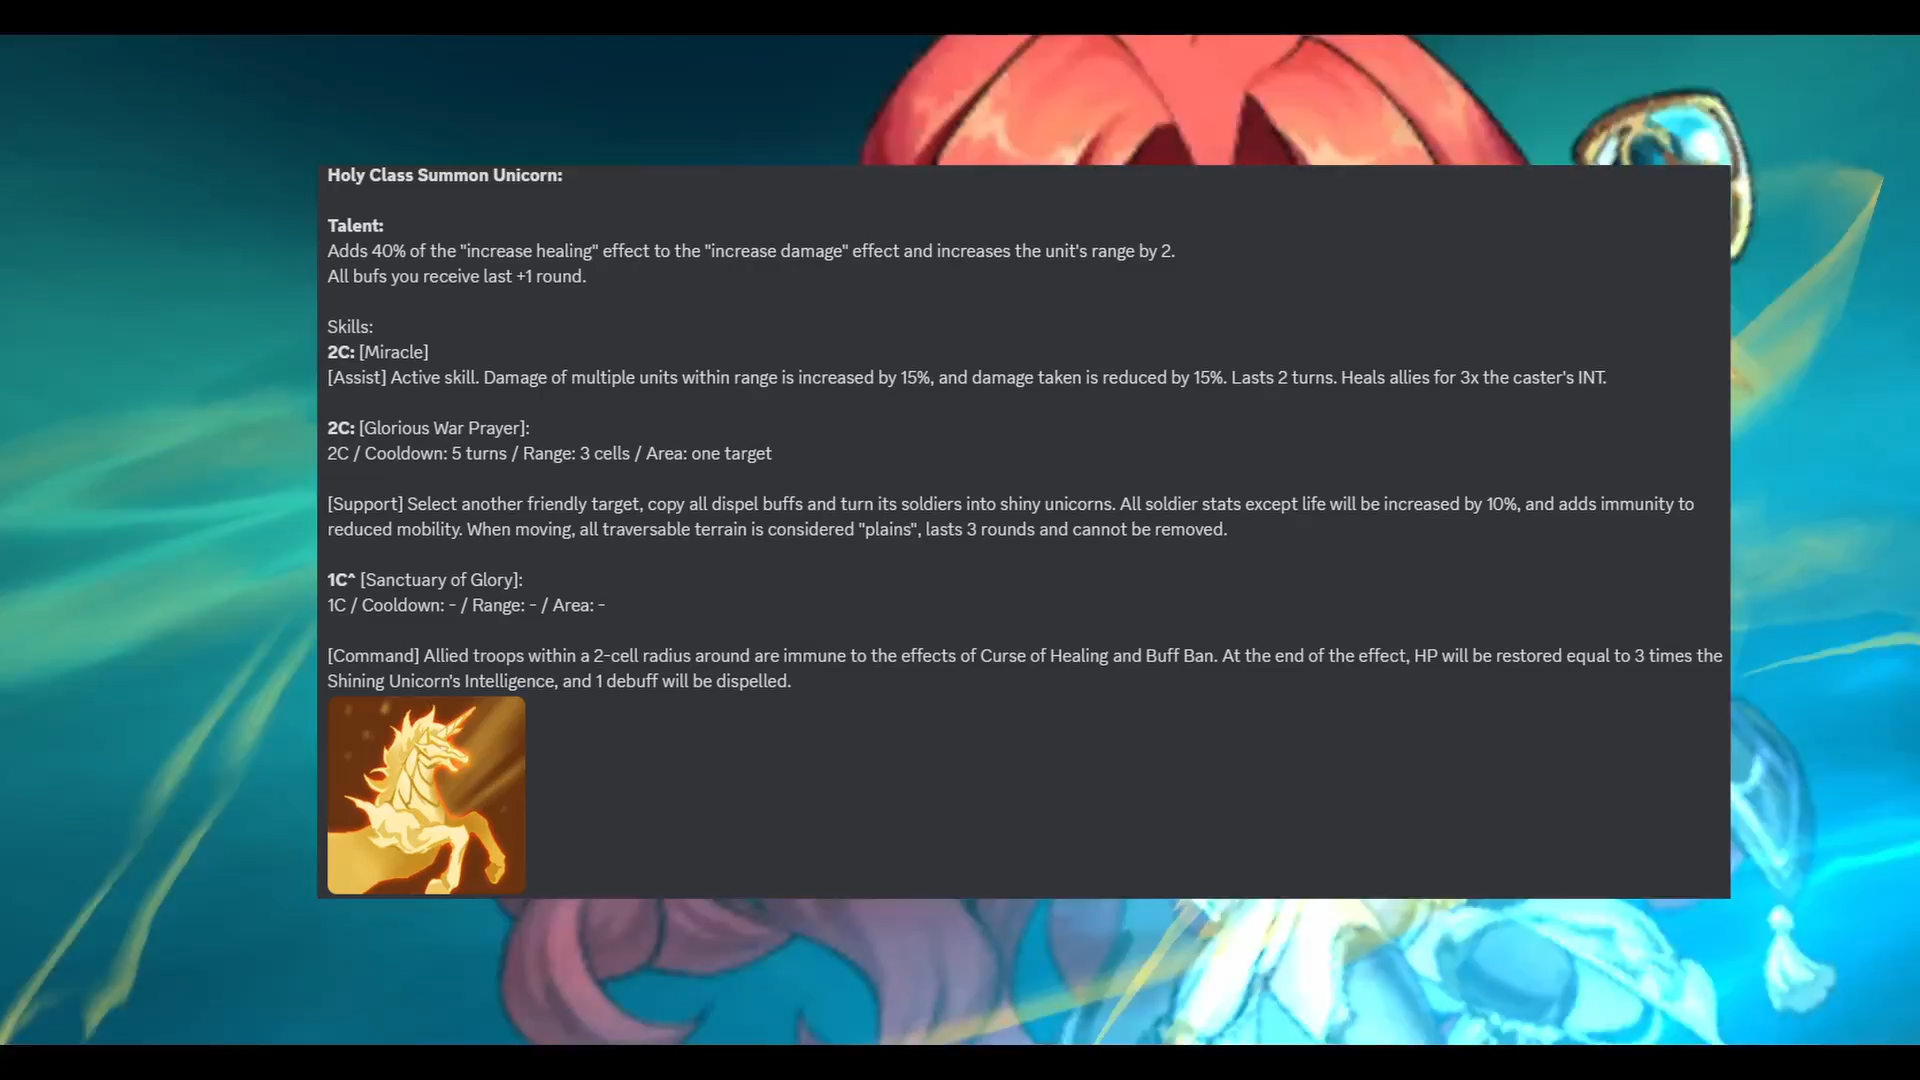 Holy Class Summon Unicorn:
Talent:
Adds 40% of the "increase healing" effect to the "increase damage" effect and increases the unit's range by 2.
All bufs you receive last +1 round.
Skills:
2C: [Miracle]
[Assist] Active skill. Damage of multiple units within range is increased by 15%, and damage taken is reduced by 15%. Lasts 2 turns. Heals allies for 3x the caster's INT.
2C: [Glorious War Prayer]:
2C / Cooldown: 5 turns / Range: 3 cells / Area: one target
[Support] Select another friendly target, copy all dispel buffs and turn its soldiers into shiny unicorns. All soldier stats except life will be increased by 10%, and adds immunity to
reduced mobility. When moving, all traversable terrain is considered "plains", lasts 3 rounds and cannot be removed.
1C^ [Sanctuary of Glory]:
1C / Cooldown: - / Range: - / Area: -
[Command] Allied troops within a 2-cell radius around are immune to the effects of Curse of Healing and Buff Ban. At the end of the effect, HP will be restored equal to 3 times the
Shining Unicorn's Intelligence, and 1 debuff will be dispelled.